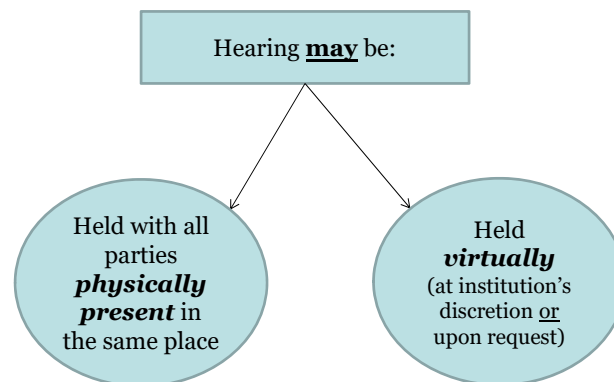 Hearing may be:
Held with all
parties
physically
present in
the same place
Held
virtually
(at institution’s
discretion or
upon request)